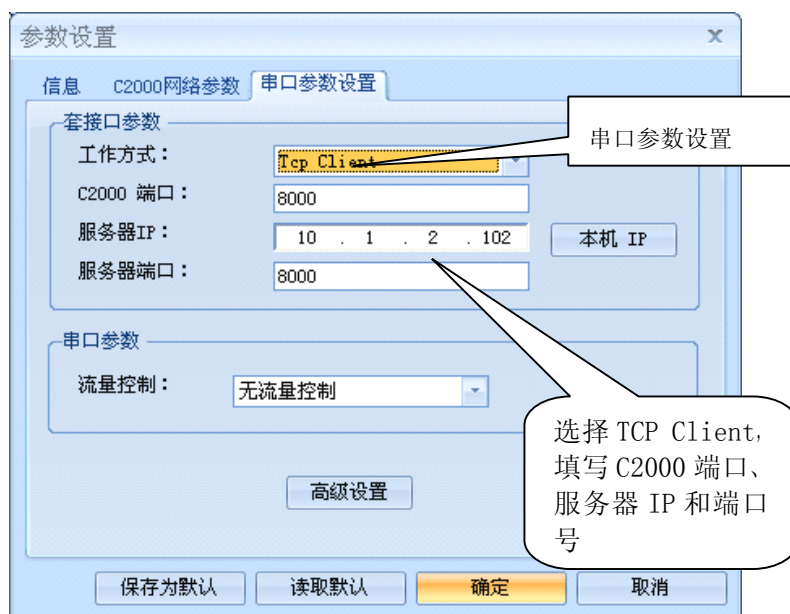 参数设置
信息 C2000网络参数 串口参数设置
套接口参数
工作方式： Tcp Client
串口参数设置
C2000 端口： 8000
服务器IP： 10 . 1 . 2 . 102 本机 IP
服务器端口： 8000
串口参数
流量控制： 无流量控制
选择 TCP Client,
填写 C2000 端口、
服务器 IP 和端口
号
高级设置
保存为默认 读取默认 确定 取消